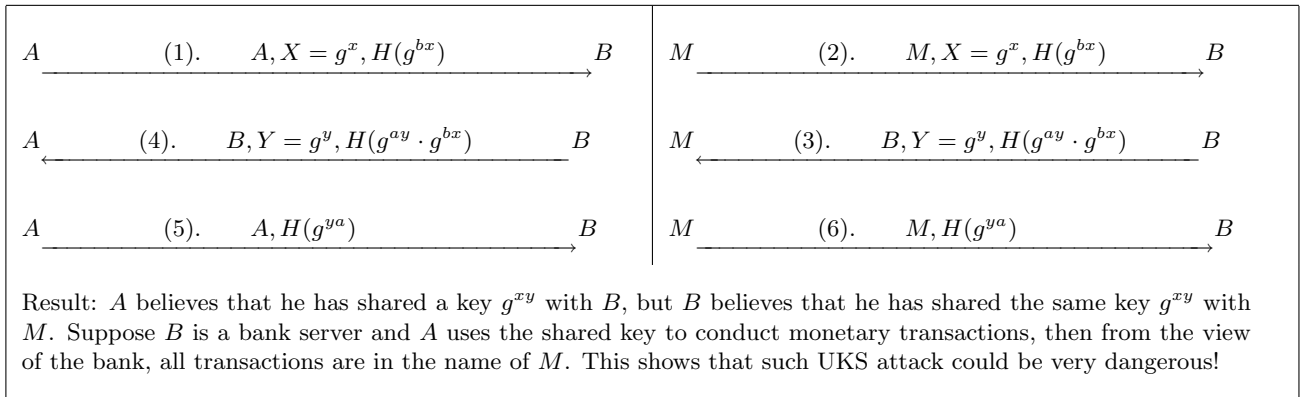 A (1). A, X = g^x, H(g^{bx}) B
M (2). M, X = g^x, H(g^{bx}) B
A (4). B, Y = g^y, H(g^{ay} · g^{bx}) B
M (3). B, Y = g^y, H(g^{ay} · g^{bx}) B
A (5). A, H(g^{ya}) B
M (6). M, H(g^{ya}) B
Result: A believes that he has shared a key g^{xy} with B, but B believes that he has shared the same key g^{xy} with
M. Suppose B is a bank server and A uses the shared key to conduct monetary transactions, then from the view
of the bank, all transactions are in the name of M. This shows that such UKS attack could be very dangerous!